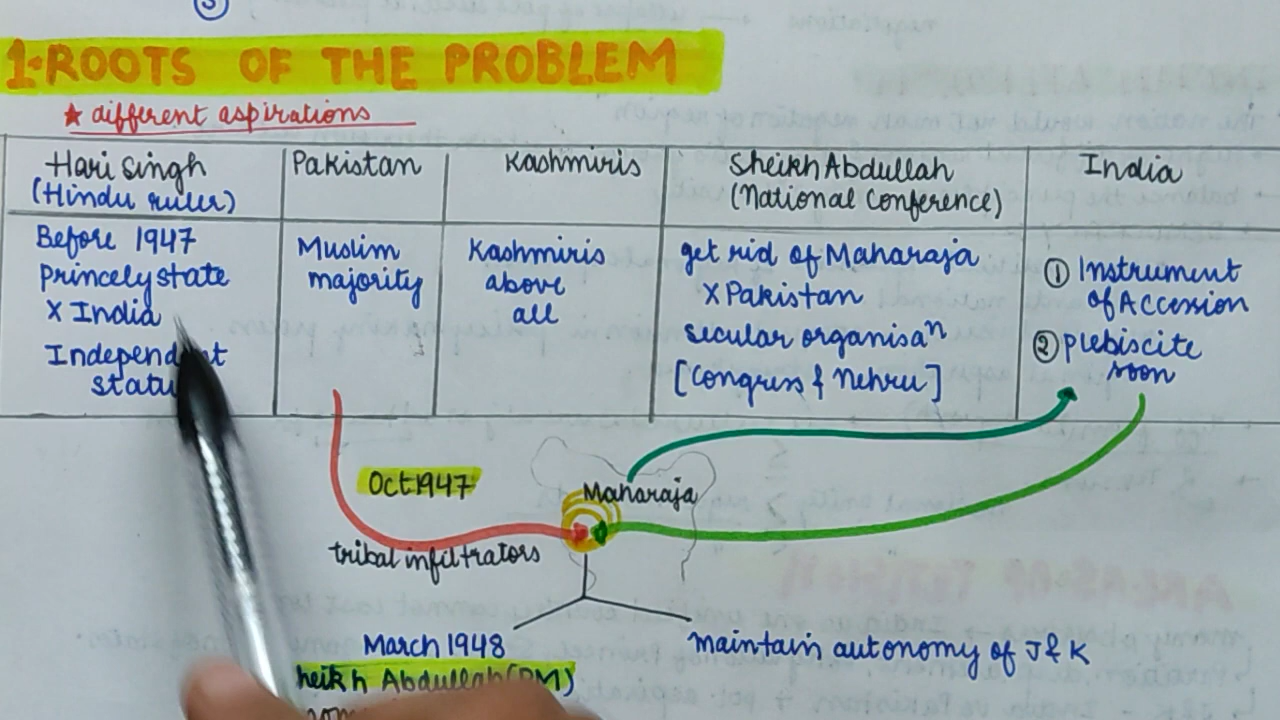 1. ROOTS OF THE PROBLEM
★ different aspirations
Hari Singh
(Hindu ruler)
Pakistan
Kashmiris
Sheikh Abdullah
(National Conference)
India
Before 1947
Princely state
X India
Independent
Muslim
majority
Kashmiris
above
all
get rid of Maharaja
X Pakistan
secular organisaⁿ
[Congress & Nehru]
① Instrument
of Accession
② Plebiscite
soon
Oct 1947
Maharaja
tribal infiltrators
March 1948
maintain autonomy of J & K
heikh Abdullah (PM)